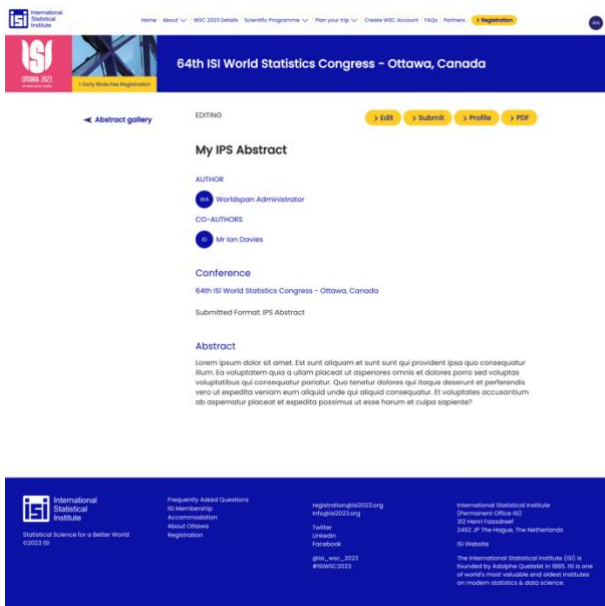 International
Statistical
Institute
Home About WSC 2023 Details Scientific Programme Plan your trip Create WSC Account FAQs Partners > Registration
WA
ISI
OTTAWA 2023
> Early Birds Fee Registration
64th ISI World Statistics Congress - Ottawa, Canada
Abstract gallery
EDITING
> Edit > Submit > Profile > PDF
My IPS Abstract
AUTHOR
WA Worldspan Administrator
CO-AUTHORS
ID Mr Ian Davies
Conference
64th ISI World Statistics Congress - Ottawa, Canada
Submitted Format: IPS Abstract
Abstract
Lorem ipsum dolor sit amet. Est sunt aliquam et sunt sunt qui provident ipsa quo consequatur
illum. Ea voluptatem quia a ullam placeat ut asperiores omnis et dolores porro sed voluptas
voluptatibus qui consequatur pariatur. Quo tenetur dolores qui itaque deserunt et perferendis
vero ut expedita veniam eum aliquid unde qui aliquid consequatur. Et voluptates accusantium
ab aspernatur placeat et expedita possimus ut esse harum et culpa sapiente?
isi International
Statistical
Institute
Statistical Science for a Better World
©2023 ISI
Frequently Asked Questions
ISI Membership
Accommodation
About Ottawa
Registration
registration@isi2023.org
info@isi2023.org
Twitter
LinkedIn
Facebook
@isi_wsc_2023
#ISIWSC2023
International Statistical Institute
(Permanent Office ISI)
312 Henri Faasdreef
2492 JP The Hague, The Netherlands
ISI Website
The International Statistical Institute (ISI) is
founded by Adolphe Quetelet in 1885. ISI is one
of world's most valuable and oldest institutes
on modern statistics & data science.